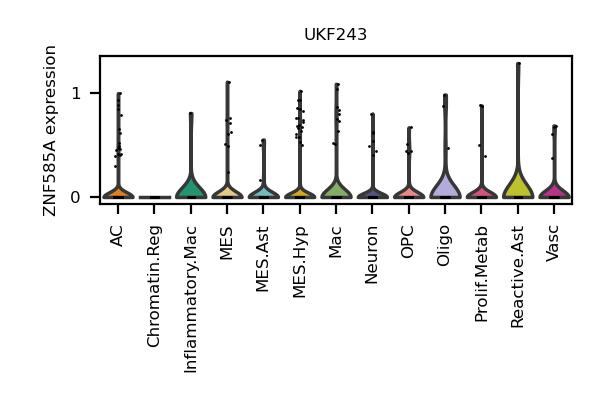 UKF243
ZNF585A expression
1
0
AC
Chromatin.Reg
Inflammatory.Mac
MES
MES.Ast
MES.Hyp
Mac
Neuron
OPC
Oligo
Prolif.Metab
Reactive.Ast
Vasc